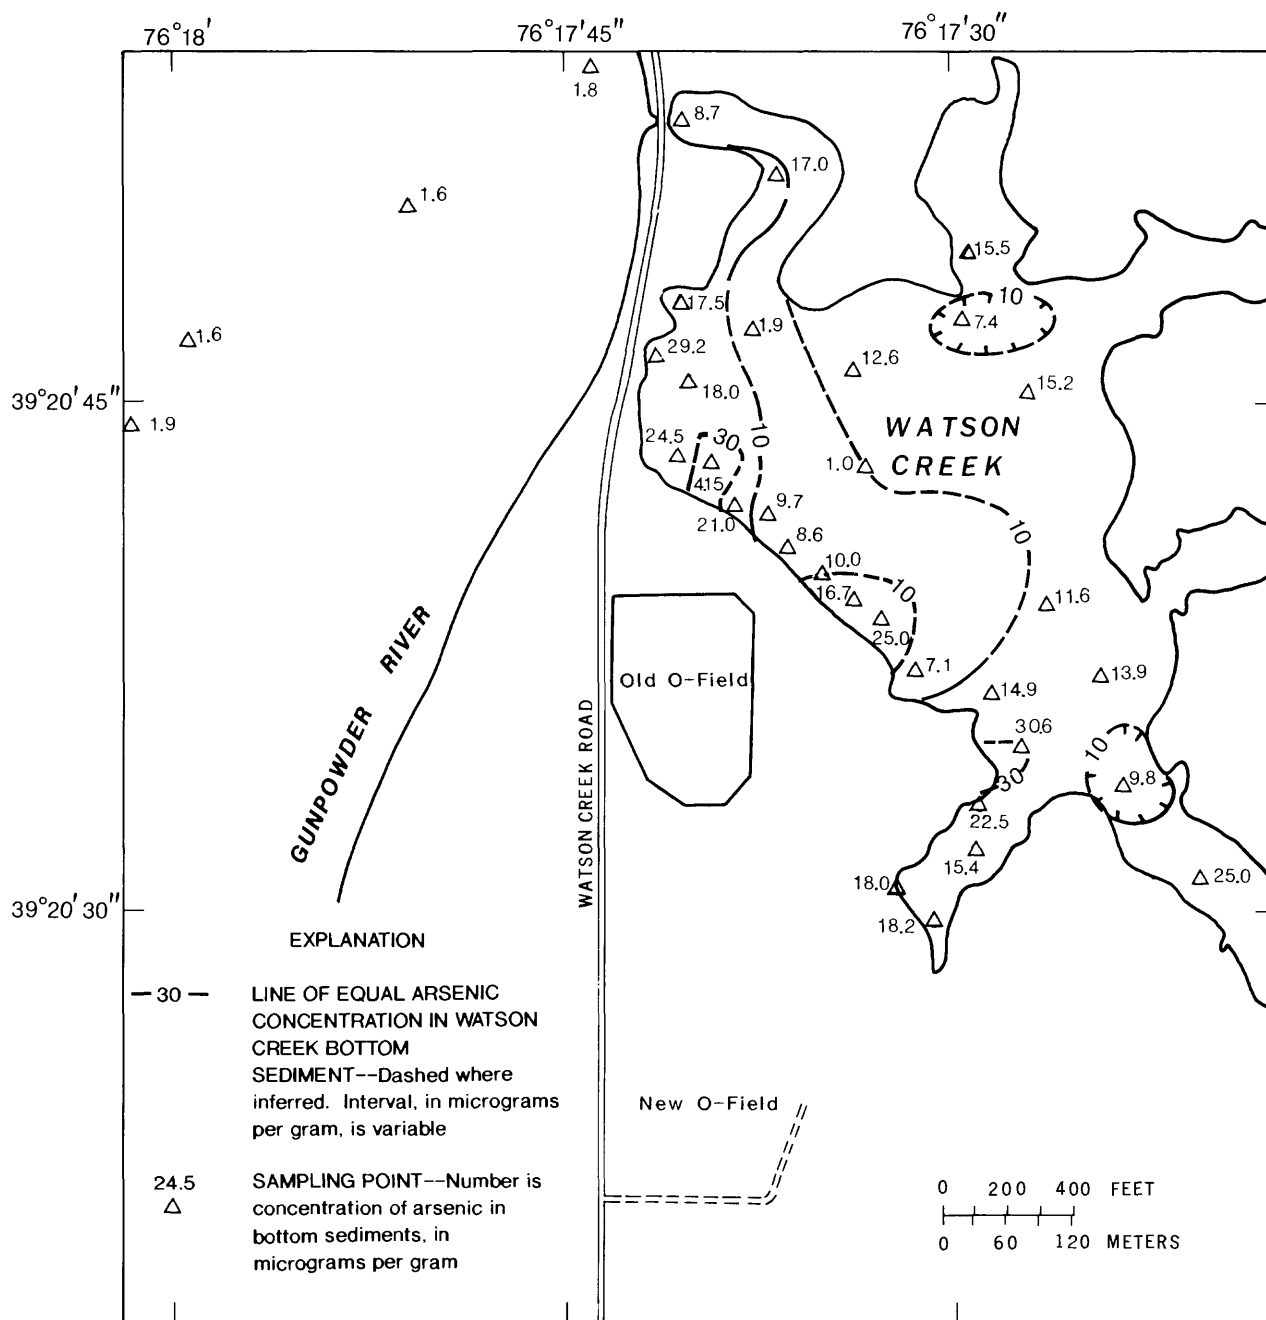 76°18' 76°17'45" 76°17'30"
1.8
8.7
17.0
1.6
15.5
10
17.5
7.4
1.9
1.6
29.2
12.6
15.2
18.0
39°20'45"
1.9
WATSON
CREEK
10
24.5
30
1.0
415
21.0
9.7
10
8.6
10.0
16.7
10
11.6
25.0
7.1
13.9
GUNPOWDER RIVER
Old O-Field
14.9
30.6
WATSON CREEK ROAD
10
30
9.8
22.5
15.4
18.0
25.0
18.2
39°20'30"
EXPLANATION
30
LINE OF EQUAL ARSENIC
CONCENTRATION IN WATSON
CREEK BOTTOM
SEDIMENT--Dashed where
inferred. Interval, in micrograms
per gram, is variable
New O-Field
24.5
SAMPLING POINT--Number is
concentration of arsenic in
bottom sediments, in
micrograms per gram
0 200 400 FEET
0 60 120 METERS